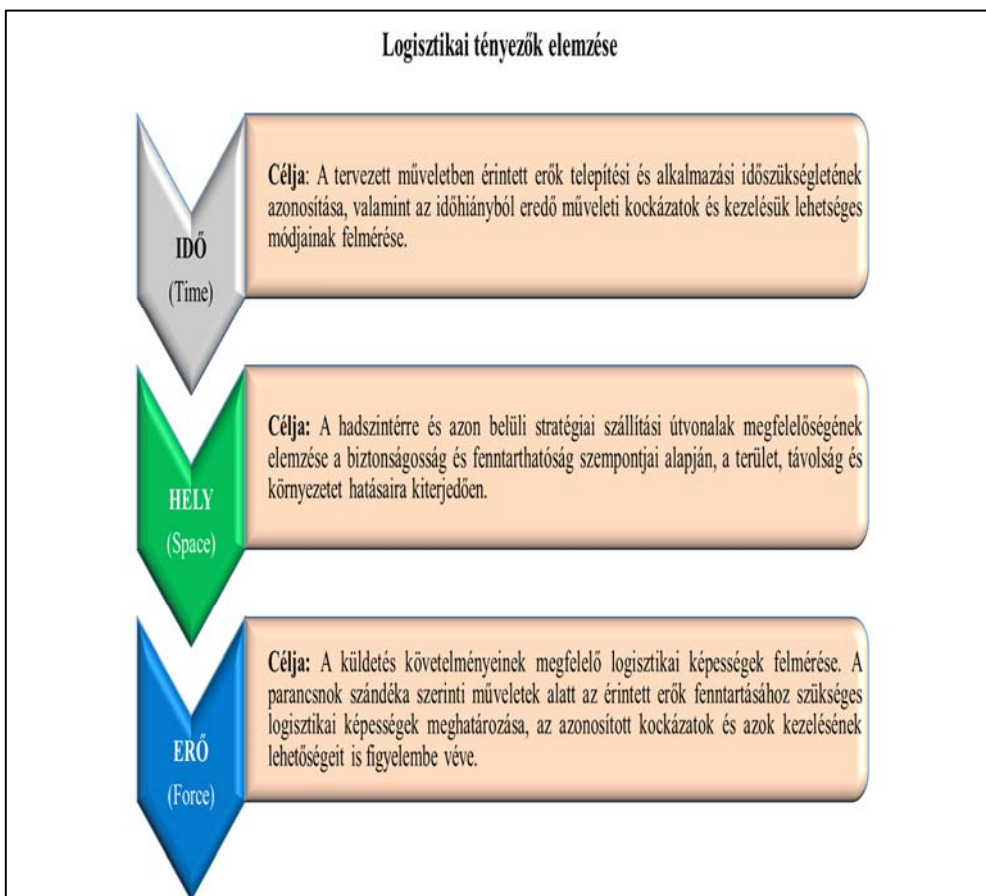 Logisztikai tényezők elemzése
IDŐ
(Time)
Célja: A tervezett műveletben érintett erők telepítési és alkalmazási időszükségletének
azonosítása, valamint az időhiányból eredő műveleti kockázatok és kezelésük lehetséges
módjainak felmérése.
HELY
(Space)
Célja: A hadszíntérre és azon belüli stratégiai szállítási útvonalak megfelelőségének
elemzése a biztonságosság és fenntarthatóság szempontjai alapján, a terület, távolság és
környezetet hatásaira kiterjedően.
ERŐ
(Force)
Célja: A küldetés követelményeinek megfelelő logisztikai képességek felmérése. A
parancsnok szándéka szerinti műveletek alatt az érintett erők fenntartásához szükséges
logisztikai képességek meghatározása, az azonosított kockázatok és azok kezelésének
lehetőségeit is figyelembe véve.